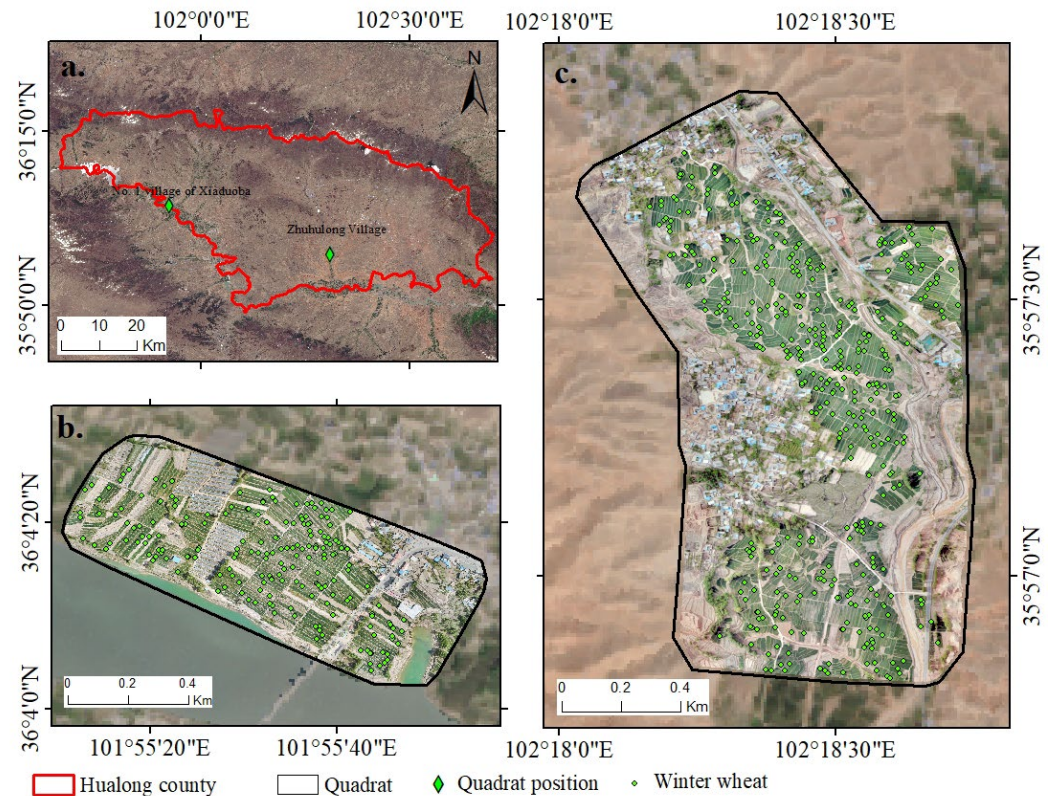 102°0'0"E 102°30'0"E
102°18'0"E 102°18'30"E
a.
N
36°15'0"N
No. 1 village of Xiaduoba
Zhuhulong Village
35°50'0"N
0 10 20
Km
b.
36°4'20"N
0 0.2 0.4
Km
36°4'0"N
101°55'20"E 101°55'40"E
c.
35°57'30"N
35°57'0"N
0 0.2 0.4
Km
102°18'0"E 102°18'30"E
Hualong county Quadrat Quadrat position Winter wheat